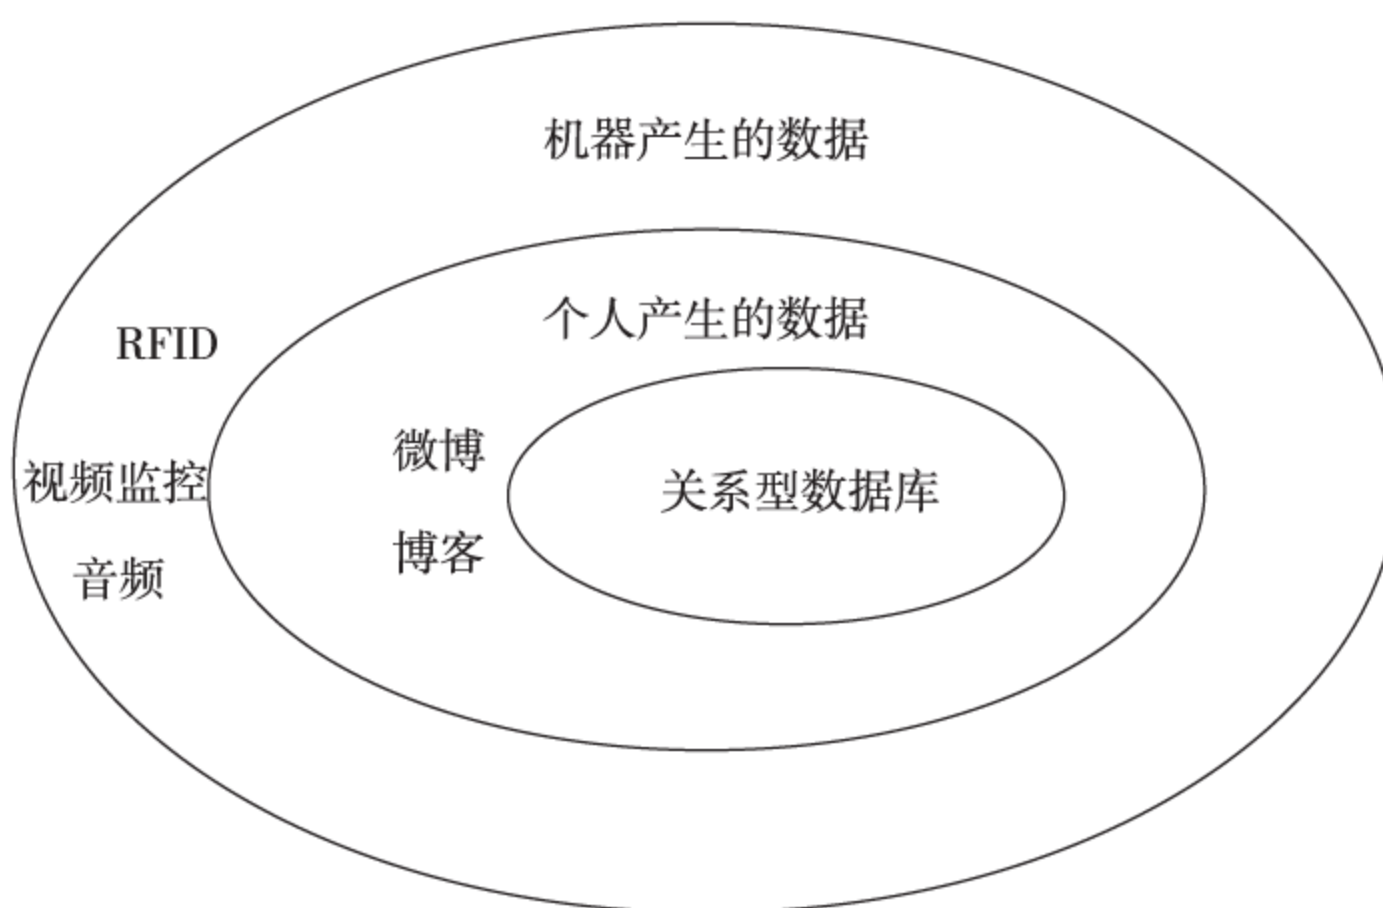 机器产生的数据
个人产生的数据
RFID
微博
视频监控
关系型数据库
博客
音频